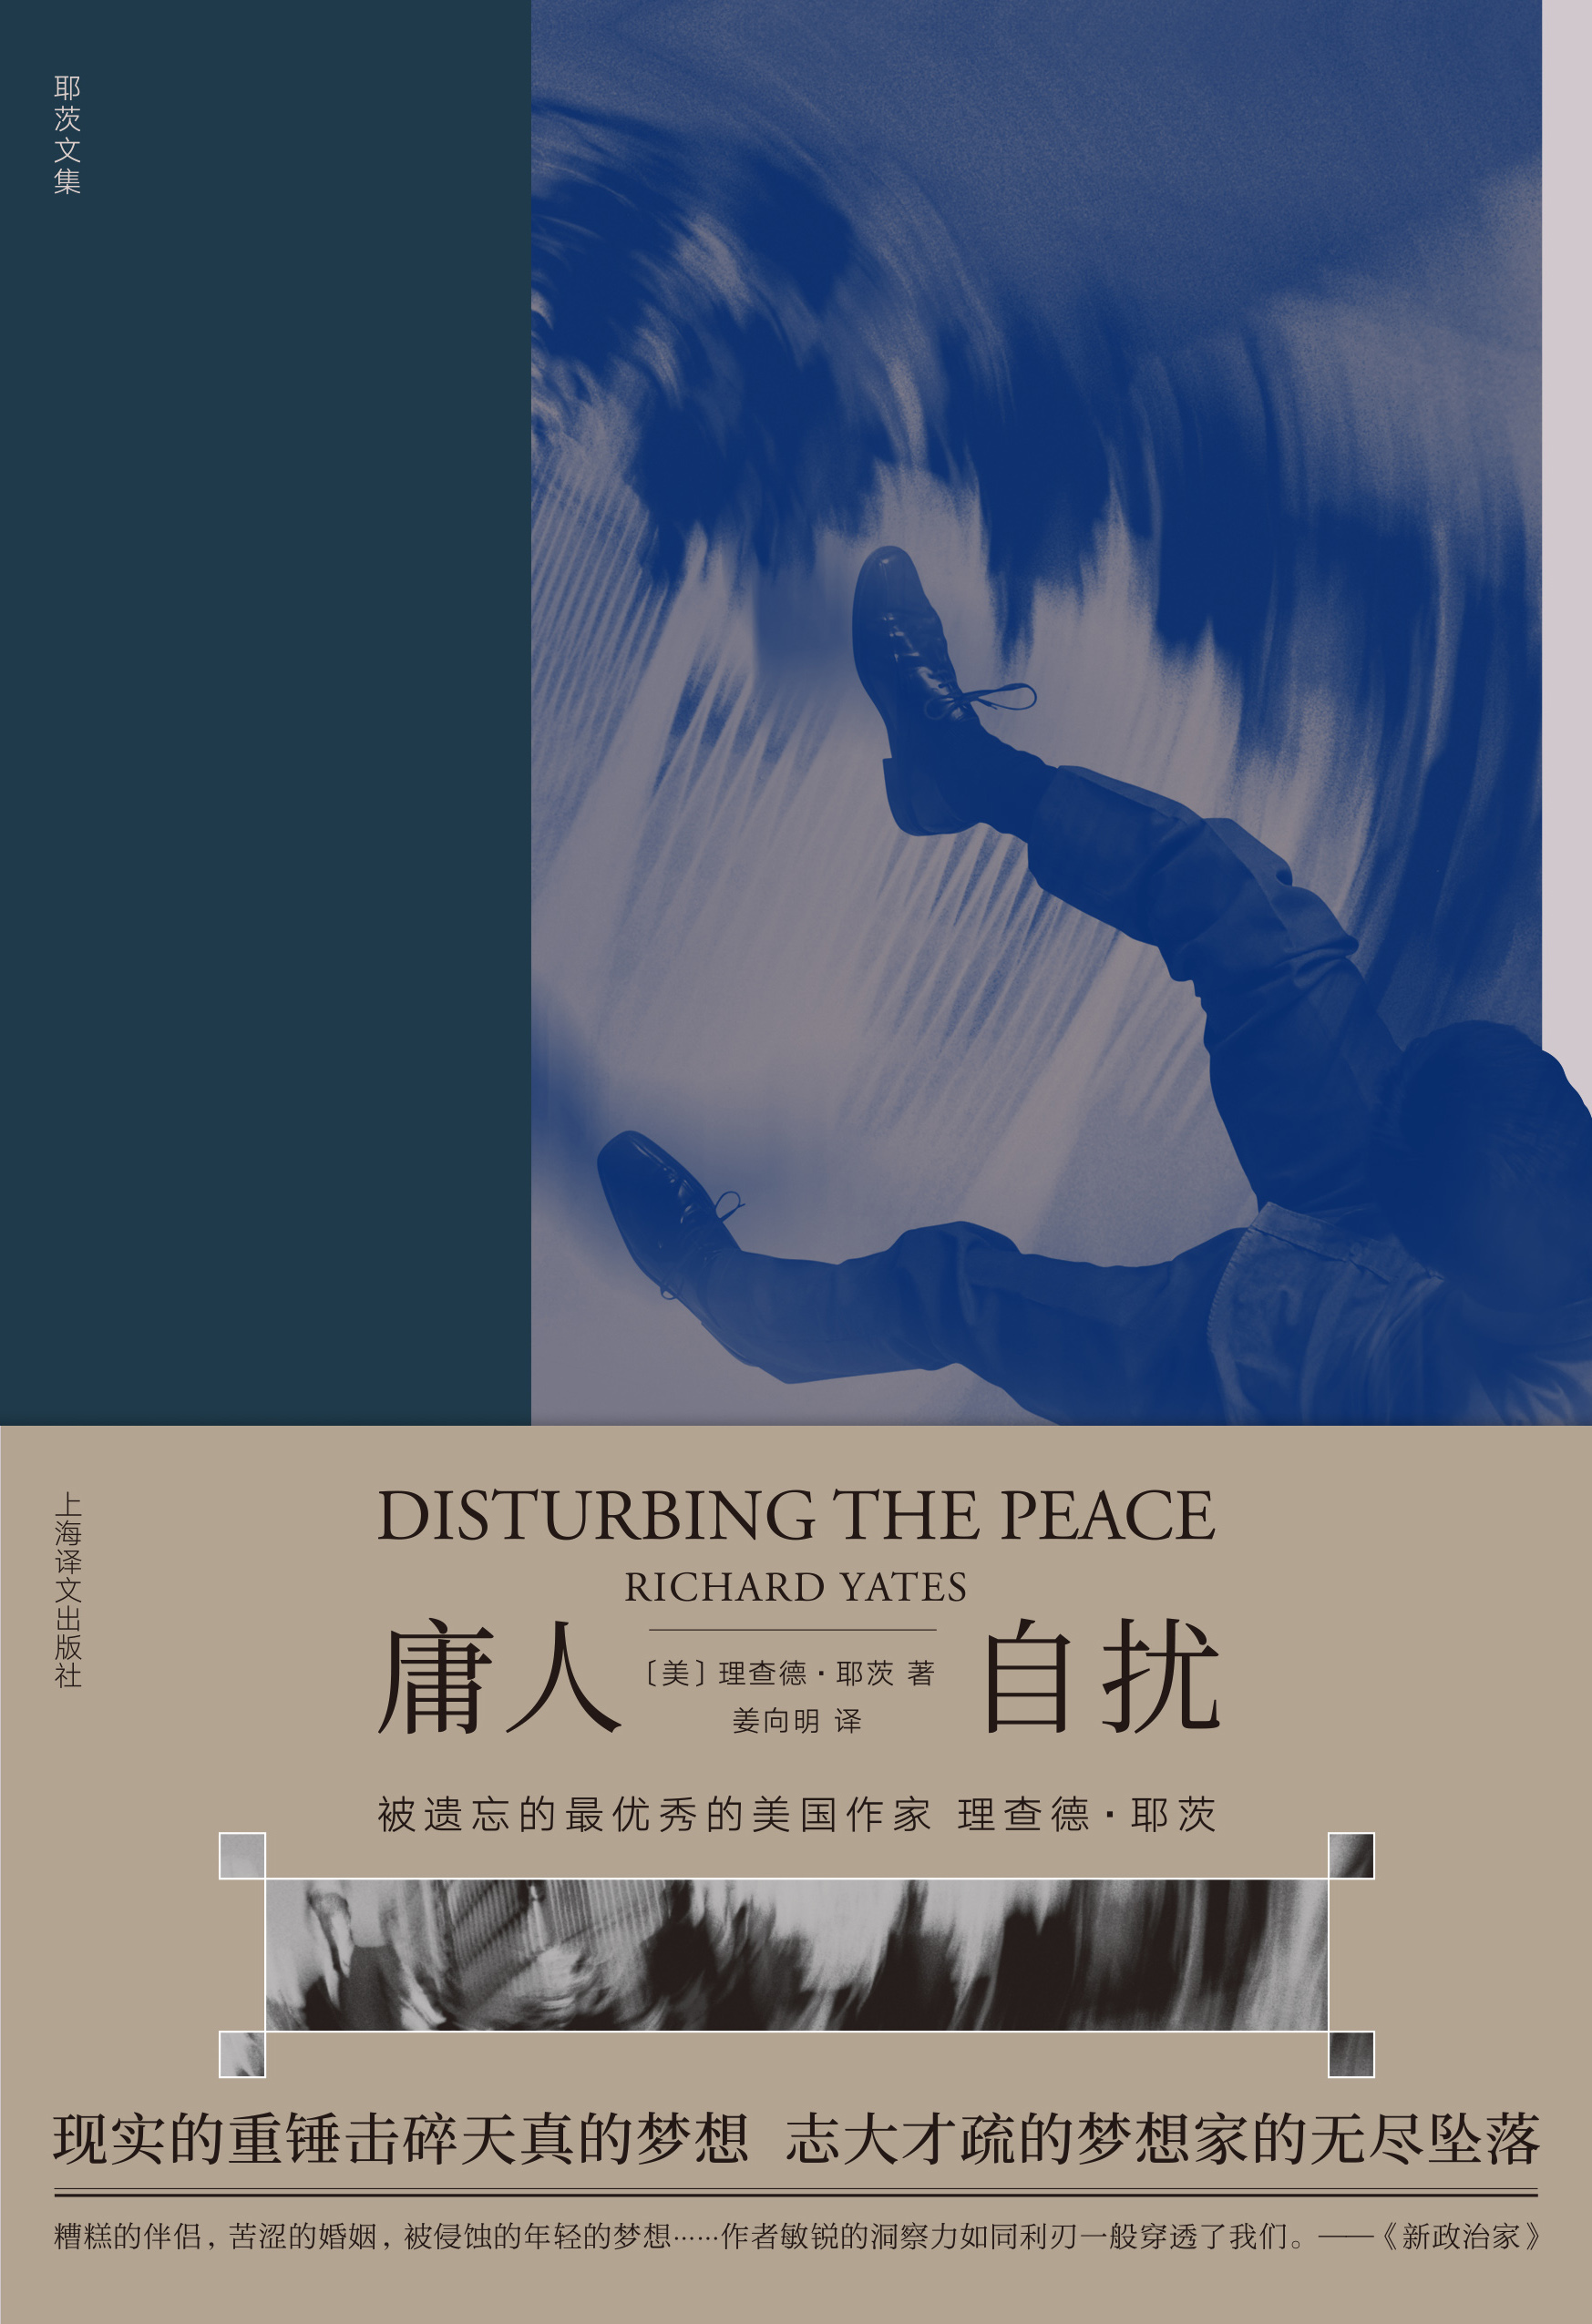 耶茨文集
上海译文出版社
DISTURBING THE PEACE
RICHARD YATES
庸人自扰
〔美〕理查德·耶茨 著
姜向明 译
被遗忘的最优秀的美国作家 理查德·耶茨
现实的重锤击碎天真的梦想 志大才疏的梦想家的无尽坠落
糟糕的伴侣，苦涩的婚姻，被侵蚀的年轻的梦想……作者敏锐的洞察力如同利刃一般穿透了我们。——《新政治家》